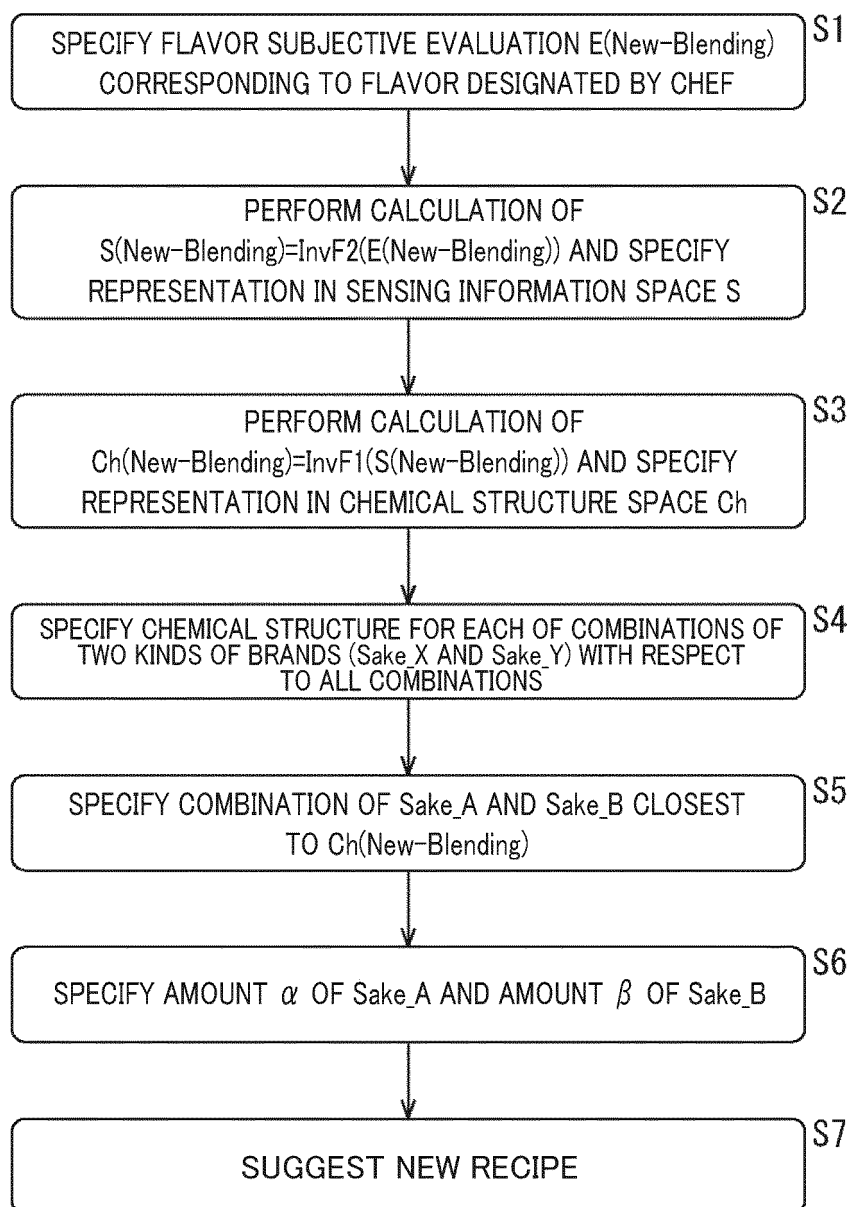 S1
SPECIFY FLAVOR SUBJECTIVE EVALUATION E(New-Blending)
CORRESPONDING TO FLAVOR DESIGNATED BY CHEF
S2
PERFORM CALCULATION OF
S(New-Blending)=InvF2(E(New-Blending)) AND SPECIFY
REPRESENTATION IN SENSING INFORMATION SPACE S
S3
PERFORM CALCULATION OF
Ch(New-Blending)=InvF1(S(New-Blending)) AND SPECIFY
REPRESENTATION IN CHEMICAL STRUCTURE SPACE Ch
S4
SPECIFY CHEMICAL STRUCTURE FOR EACH OF COMBINATIONS OF
TWO KINDS OF BRANDS (Sake_X AND Sake_Y) WITH RESPECT
TO ALL COMBINATIONS
S5
SPECIFY COMBINATION OF Sake_A AND Sake_B CLOSEST
TO Ch(New-Blending)
S6
SPECIFY AMOUNT α OF Sake_A AND AMOUNT β OF Sake_B
S7
SUGGEST NEW RECIPE